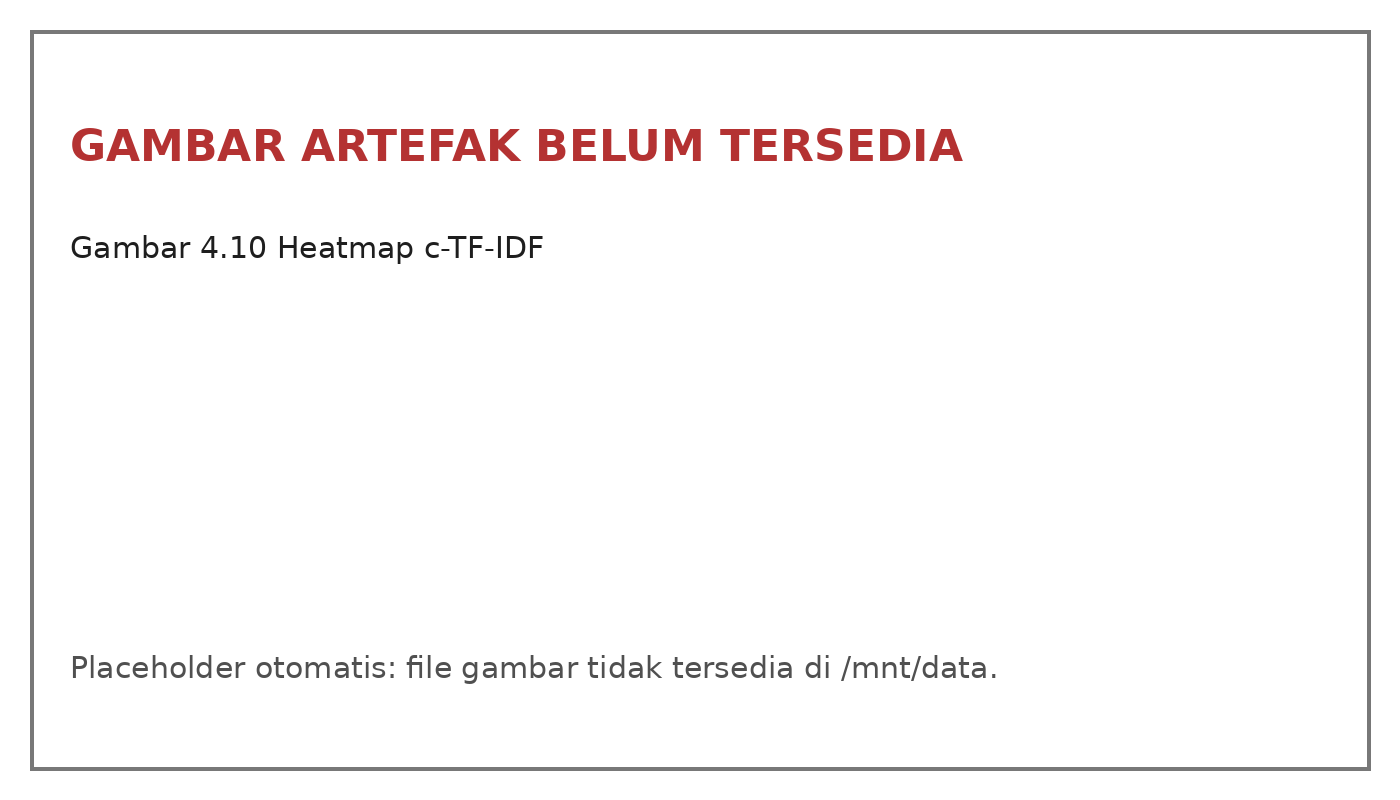 GAMBAR ARTEFAK BELUM TERSEDIA
Gambar 4.10 Heatmap c-TF-IDF
Placeholder otomatis: file gambar tidak tersedia di /mnt/data.